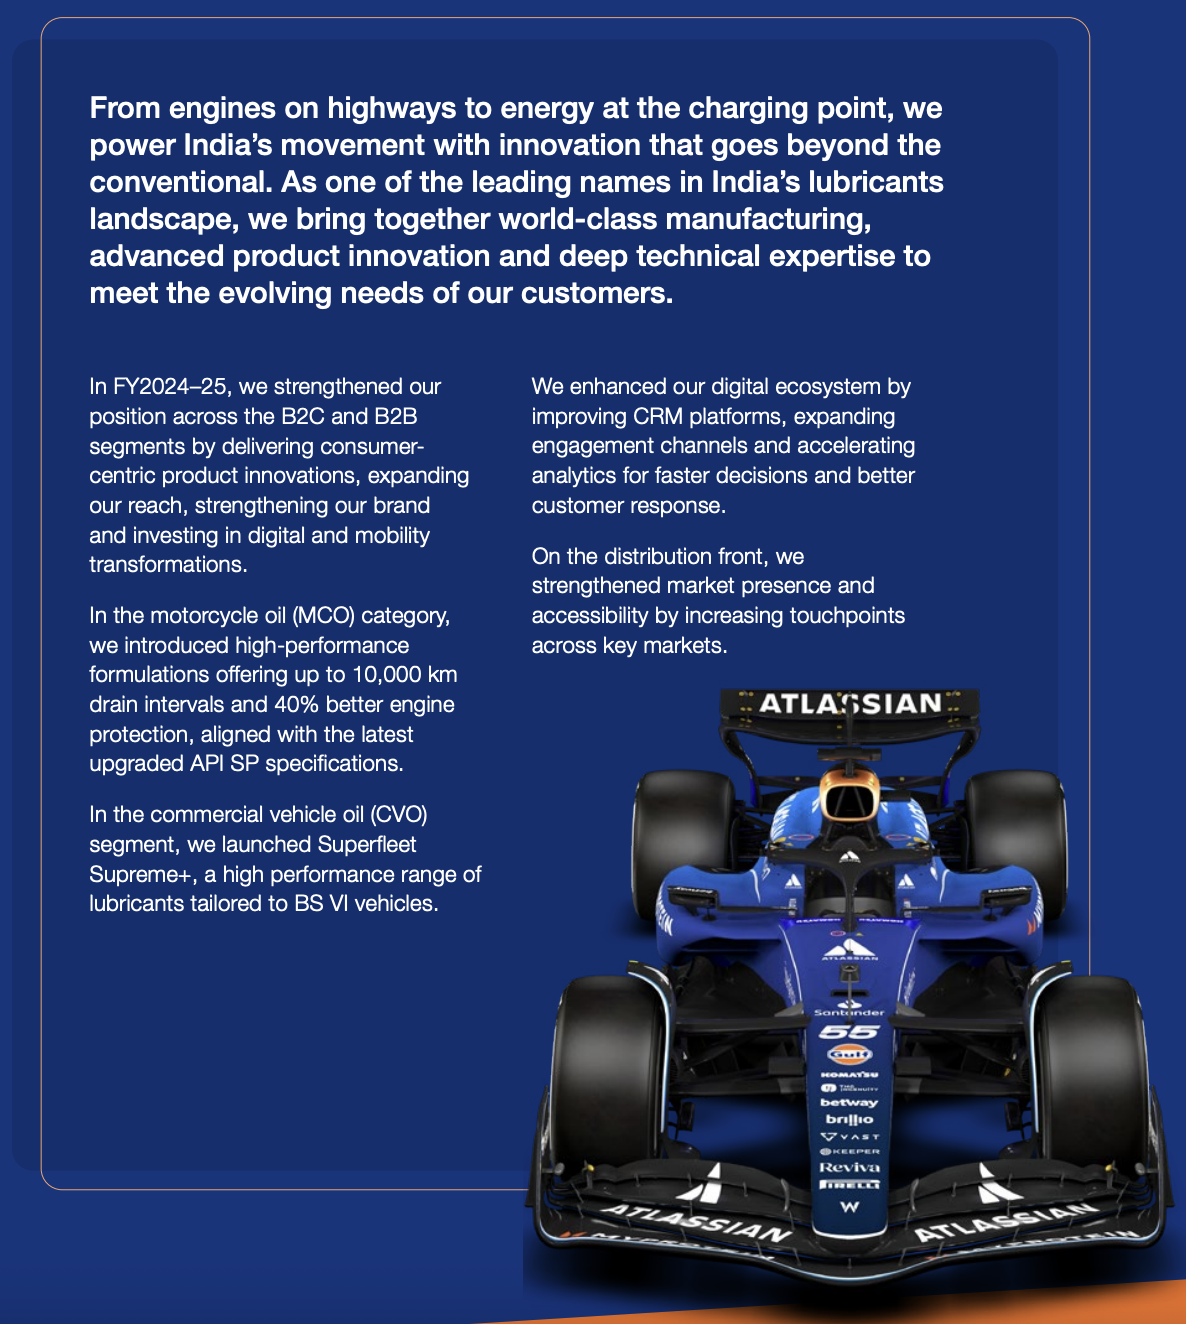 From engines on highways to energy at the charging point, we
power India’s movement with innovation that goes beyond the
conventional. As one of the leading names in India’s lubricants
landscape, we bring together world-class manufacturing,
advanced product innovation and deep technical expertise to
meet the evolving needs of our customers.
In FY2024–25, we strengthened our
position across the B2C and B2B
segments by delivering consumer-
centric product innovations, expanding
our reach, strengthening our brand
and investing in digital and mobility
transformations.
In the motorcycle oil (MCO) category,
we introduced high-performance
formulations offering up to 10,000 km
drain intervals and 40% better engine
protection, aligned with the latest
upgraded API SP specifications.
In the commercial vehicle oil (CVO)
segment, we launched Superfleet
Supreme+, a high performance range of
lubricants tailored to BS VI vehicles.
We enhanced our digital ecosystem by
improving CRM platforms, expanding
engagement channels and accelerating
analytics for faster decisions and better
customer response.
On the distribution front, we
strengthened market presence and
accessibility by increasing touchpoints
across key markets.
ATLASSIAN
ATLASSIAN
Santander
55
Gulf
KOMATSU
betway
brillio
VAST
KEEPER
Reviva
PIRELLI
W
ATLASSIAN
ATLASSIAN
MYPROTEIN